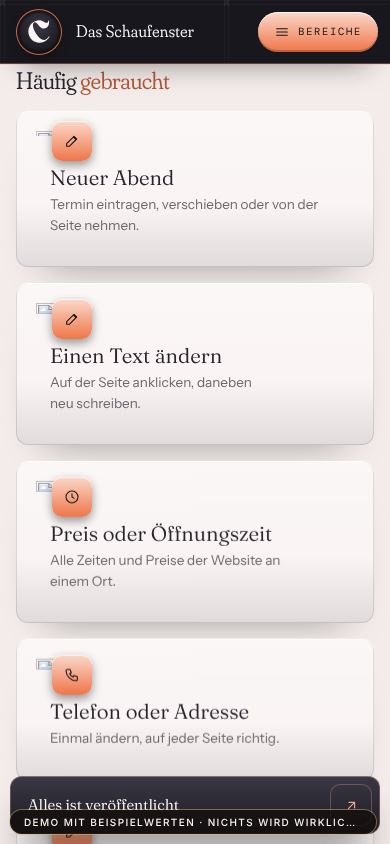 C Das Schaufenster
BEREICHE
Häufig gebraucht
Neuer Abend
Termin eintragen, verschieben oder von der
Seite nehmen.
Einen Text ändern
Auf der Seite anklicken, daneben
neu schreiben.
Preis oder Öffnungszeit
Alle Zeiten und Preise der Website an
einem Ort.
Telefon oder Adresse
Einmal ändern, auf jeder Seite richtig.
Alles ist veröffentlicht
DEMO MIT BEISPIELWERTEN · NICHTS WIRD WIRKLIC…